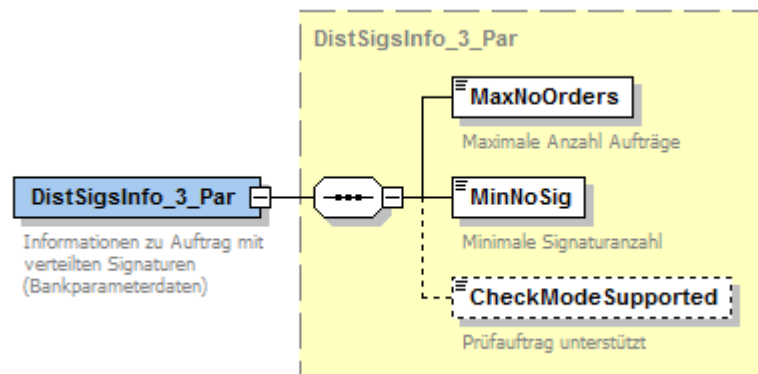 DistSigsInfo_3_Par
MaxNoOrders
Maximale Anzahl Aufträge
DistSigsInfo_3_Par
Informationen zu Auftrag mit
verteilten Signaturen
(Bankparameterdaten)
MinNoSig
Minimale Signaturanzahl
CheckModeSupported
Prüfauftrag unterstützt